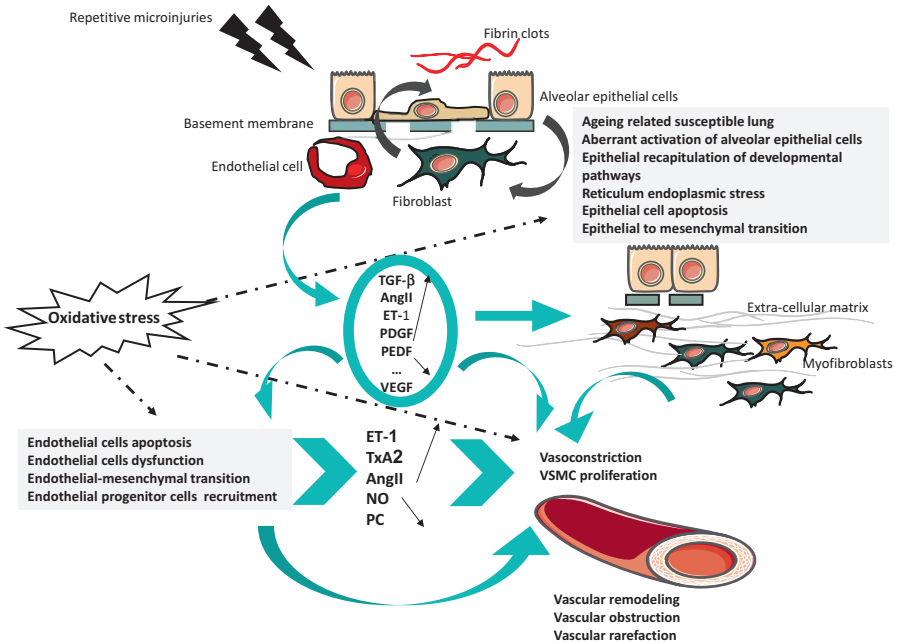 Repetitive microinjuries
Fibrin clots
Alveolar epithelial cells
Basement membrane
Endothelial cell
Fibroblast
Ageing related susceptible lung
Aberrant activation of alveolar epithelial cells
Epithelial recapitulation of developmental
pathways
Reticulum endoplasmic stress
Epithelial cell apoptosis
Epithelial to mesenchymal transition
TGF-β
AngII
ET-1
PDGF
PEDF
...
VEGF
Oxidative stress
Extra-cellular matrix
Myofibroblasts
Endothelial cells apoptosis
Endothelial cells dysfunction
Endothelial-mesenchymal transition
Endothelial progenitor cells recruitment
ET-1
TxA2
AngII
NO
PC
Vasoconstriction
VSMC proliferation
Vascular remodeling
Vascular obstruction
Vascular rarefaction